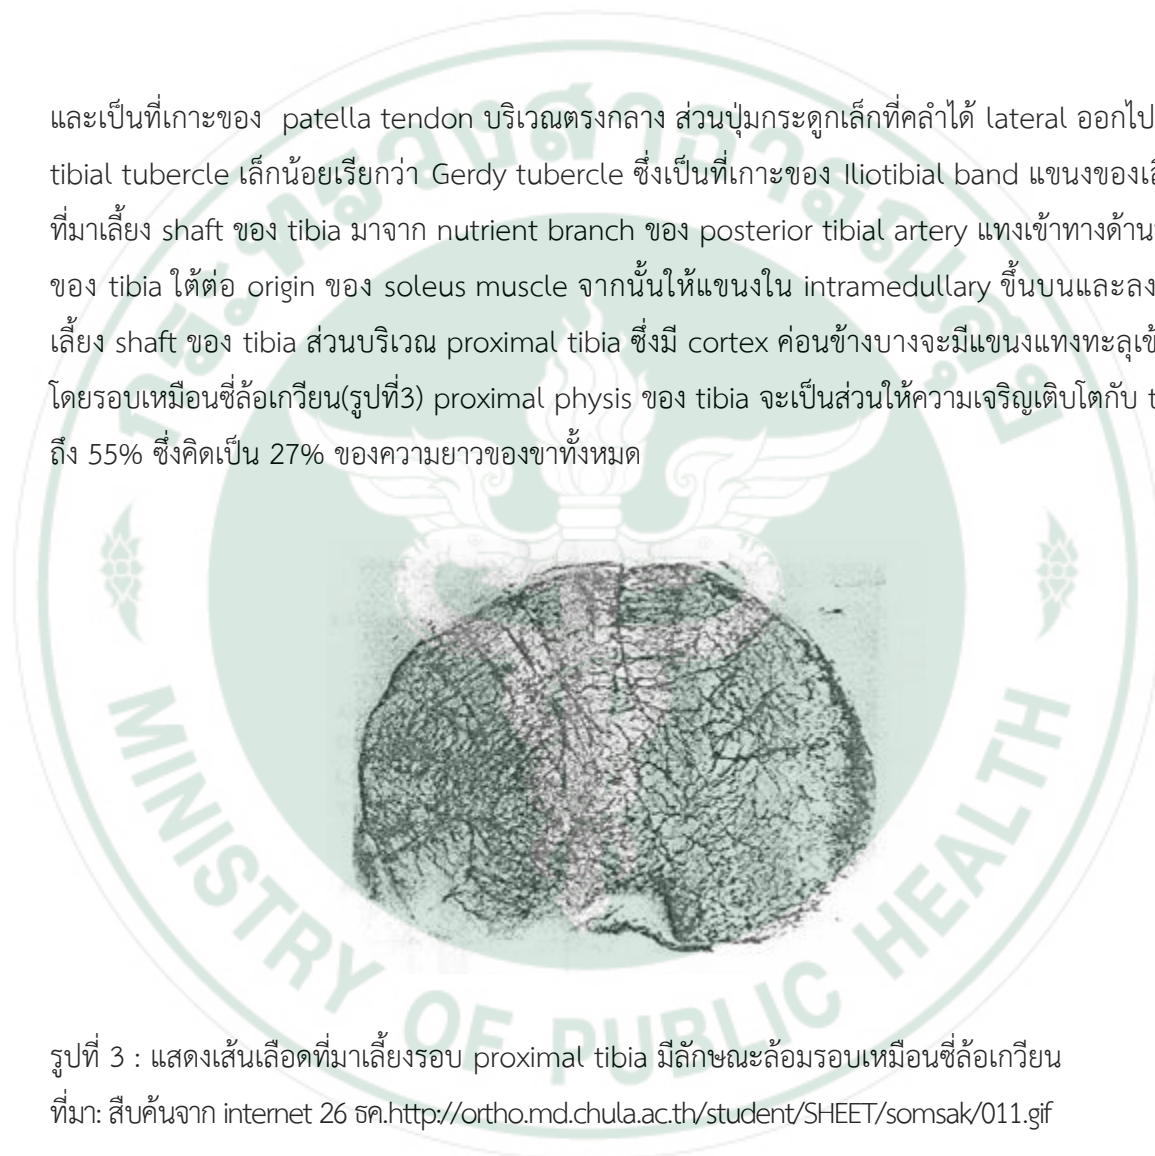 และเป็นที่เกาะของ patella tendon บริเวณตรงกลาง ส่วนปุ่มกระดูกเล็กที่คลำได้ lateral ออกไป
tibial tubercle เล็กน้อยเรียกว่า Gerdy tubercle ซึ่งเป็นที่เกาะของ Iliotibial band แขนงของ
ที่มาเลี้ยง shaft ของ tibia มาจาก nutrient branch ของ posterior tibial artery แทงเข้าทางด้าน
ของ tibia ใต้ต่อ origin ของ soleus muscle จากนั้นให้แขนงใน intramedullary ขึ้นบนและลง
เลี้ยง shaft ของ tibia ส่วนบริเวณ proximal tibia ซึ่งมี cortex ค่อนข้างบางจะมีแขนงแทงทะลุ
โดยรอบเหมือนซี่ล้อเกวียน(รูปที่3) proximal physis ของ tibia จะเป็นส่วนให้ความเจริญเติบโตกับ
ถึง 55% ซึ่งคิดเป็น 27% ของความยาวของขาทั้งหมด
กระทรวงสาธารณสุข
MINISTRY OF PUBLIC HEALTH
รูปที่ 3 : แสดงเส้นเลือดที่มาเลี้ยงรอบ proximal tibia มีลักษณะล้อมรอบเหมือนซี่ล้อเกวียน
ที่มา: สืบค้นจาก internet 26 ธค.http://ortho.md.chula.ac.th/student/SHEET/somsak/011.gif